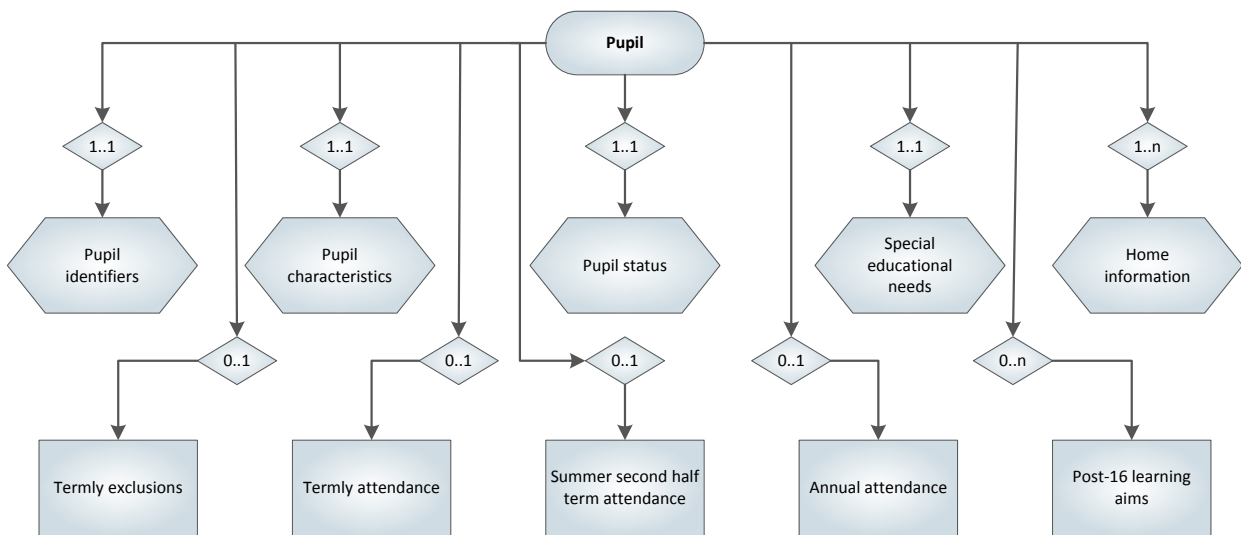 Pupil
1..1
1..1
1..1
1..1
1..n
Pupil
identifiers
Pupil
characteristics
Pupil status
Special
educational
needs
Home
information
0..1
0..1
0..1
0..1
0..n
Termly exclusions
Termly attendance
Summer second half
term attendance
Annual attendance
Post-16 learning
aims